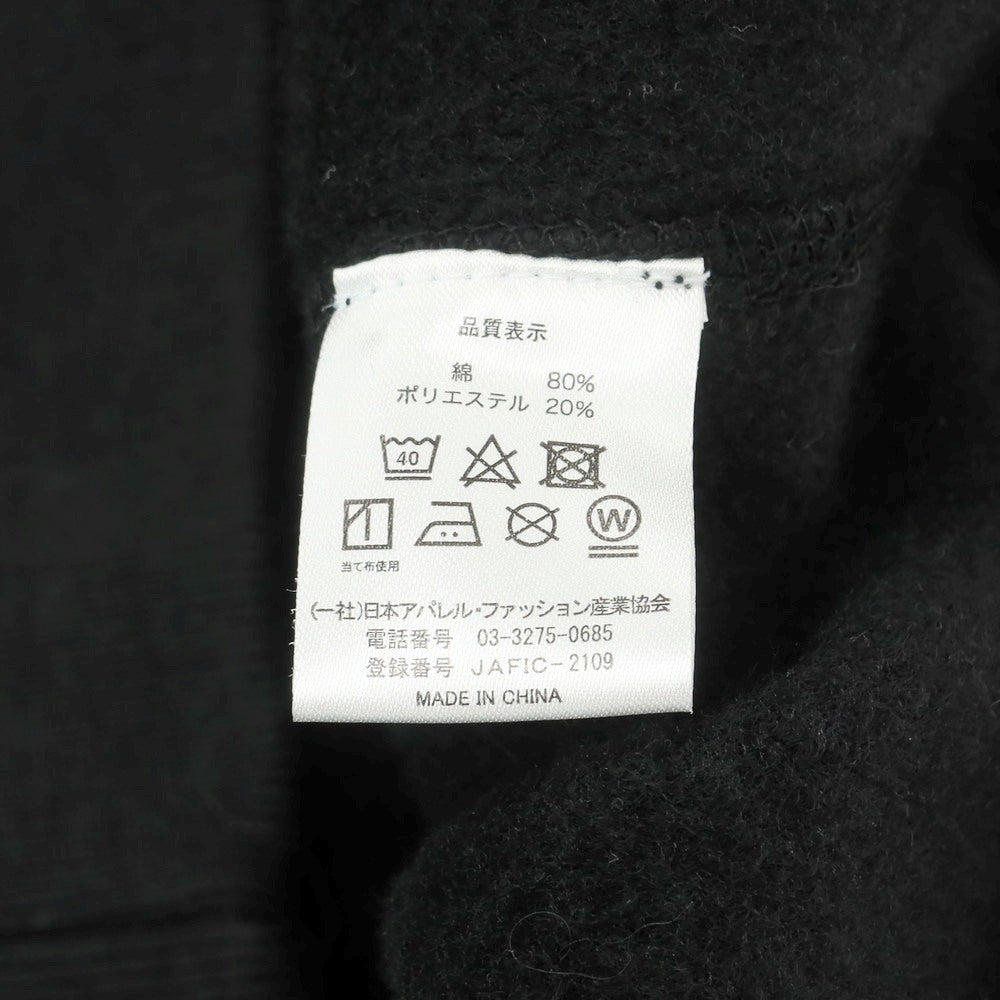 品質表示
綿 80%
ポリエステル 20%
40
当て布使用
W
(一社)日本アパレル・ファッション産業協会
電話番号 03-3275-0685
登録番号 JAFIC-2109
MADE IN CHINA